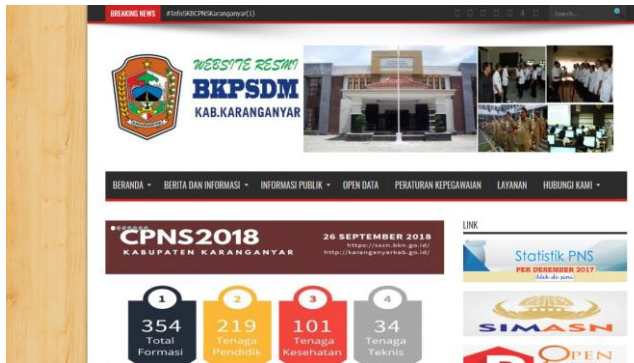 BREAKING NEWS #InfoSKBCPNSKaranganyar(1)
Search...
WEBSITE RESMI
BKPSDM
KAB.KARANGANYAR
BERANDA BERITA DAN INFORMASI INFORMASI PUBLIK OPEN DATA PERATURAN KEPEGAWAIAN LAYANAN HUBUNGI KAMI
CPNS2018
KABUPATEN KARANGANYAR
26 SEPTEMBER 2018
https://sscn.bkn.go.id/
http://karanganyarkab.go.id/
1 2 3 4
354 219 101 34
Total Tenaga Tenaga Tenaga
Formasi Pendidik Kesehatan Teknis
LINK
Statistik PNS
PER DESEMBER 2017
klik di sini
SIMASN
OPEN